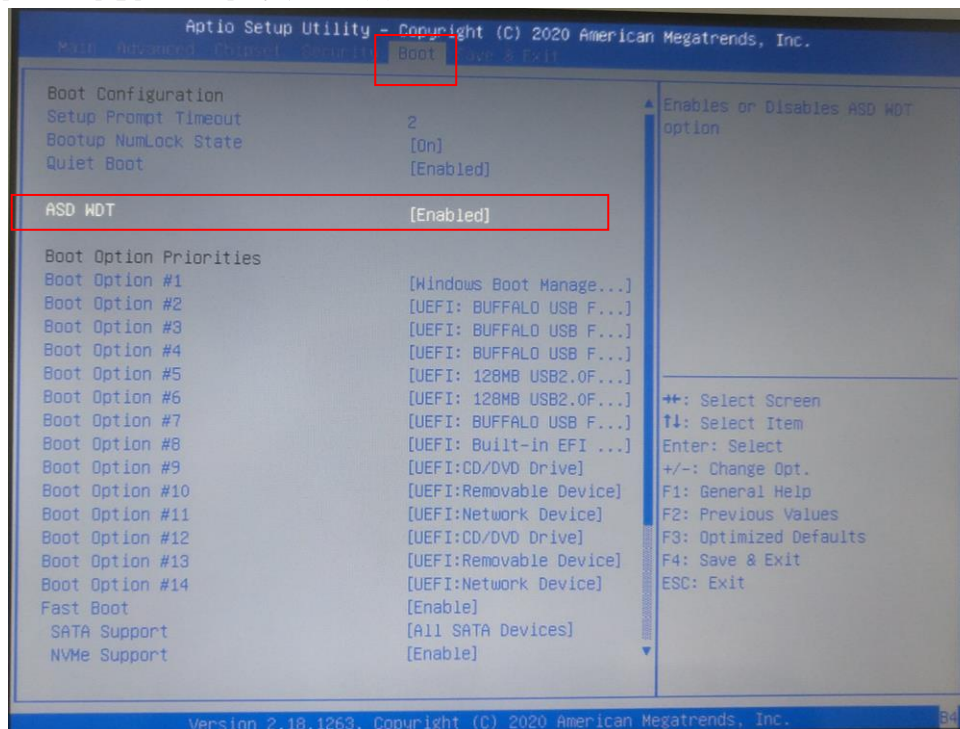 Aptio Setup Utility - Copyright (C) 2020 American Megatrends, Inc.
Main Advanced Chipset Security Boot Save & Exit
Boot Configuration
Setup Prompt Timeout 2
Bootup NumLock State [On]
Quiet Boot [Enabled]
ASD WDT [Enabled]
Boot Option Priorities
Boot Option #1 [Windows Boot Manage...]
Boot Option #2 [UEFI: BUFFALO USB F...]
Boot Option #3 [UEFI: BUFFALO USB F...]
Boot Option #4 [UEFI: BUFFALO USB F...]
Boot Option #5 [UEFI: 128MB USB2.0F...]
Boot Option #6 [UEFI: 128MB USB2.0F...]
Boot Option #7 [UEFI: BUFFALO USB F...]
Boot Option #8 [UEFI: Built-in EFI ...]
Boot Option #9 [UEFI:CD/DVD Drive]
Boot Option #10 [UEFI:Removable Device]
Boot Option #11 [UEFI:Network Device]
Boot Option #12 [UEFI:CD/DVD Drive]
Boot Option #13 [UEFI:Removable Device]
Boot Option #14 [UEFI:Network Device]
Fast Boot [Enable]
SATA Support [All SATA Devices]
NVMe Support [Enable]
Enables or Disables ASD WDT
option
→←: Select Screen
↑↓: Select Item
Enter: Select
+/-: Change Opt.
F1: General Help
F2: Previous Values
F3: Optimized Defaults
F4: Save & Exit
ESC: Exit
Version 2.18.1263. Copyright (C) 2020 American Megatrends, Inc.
B4